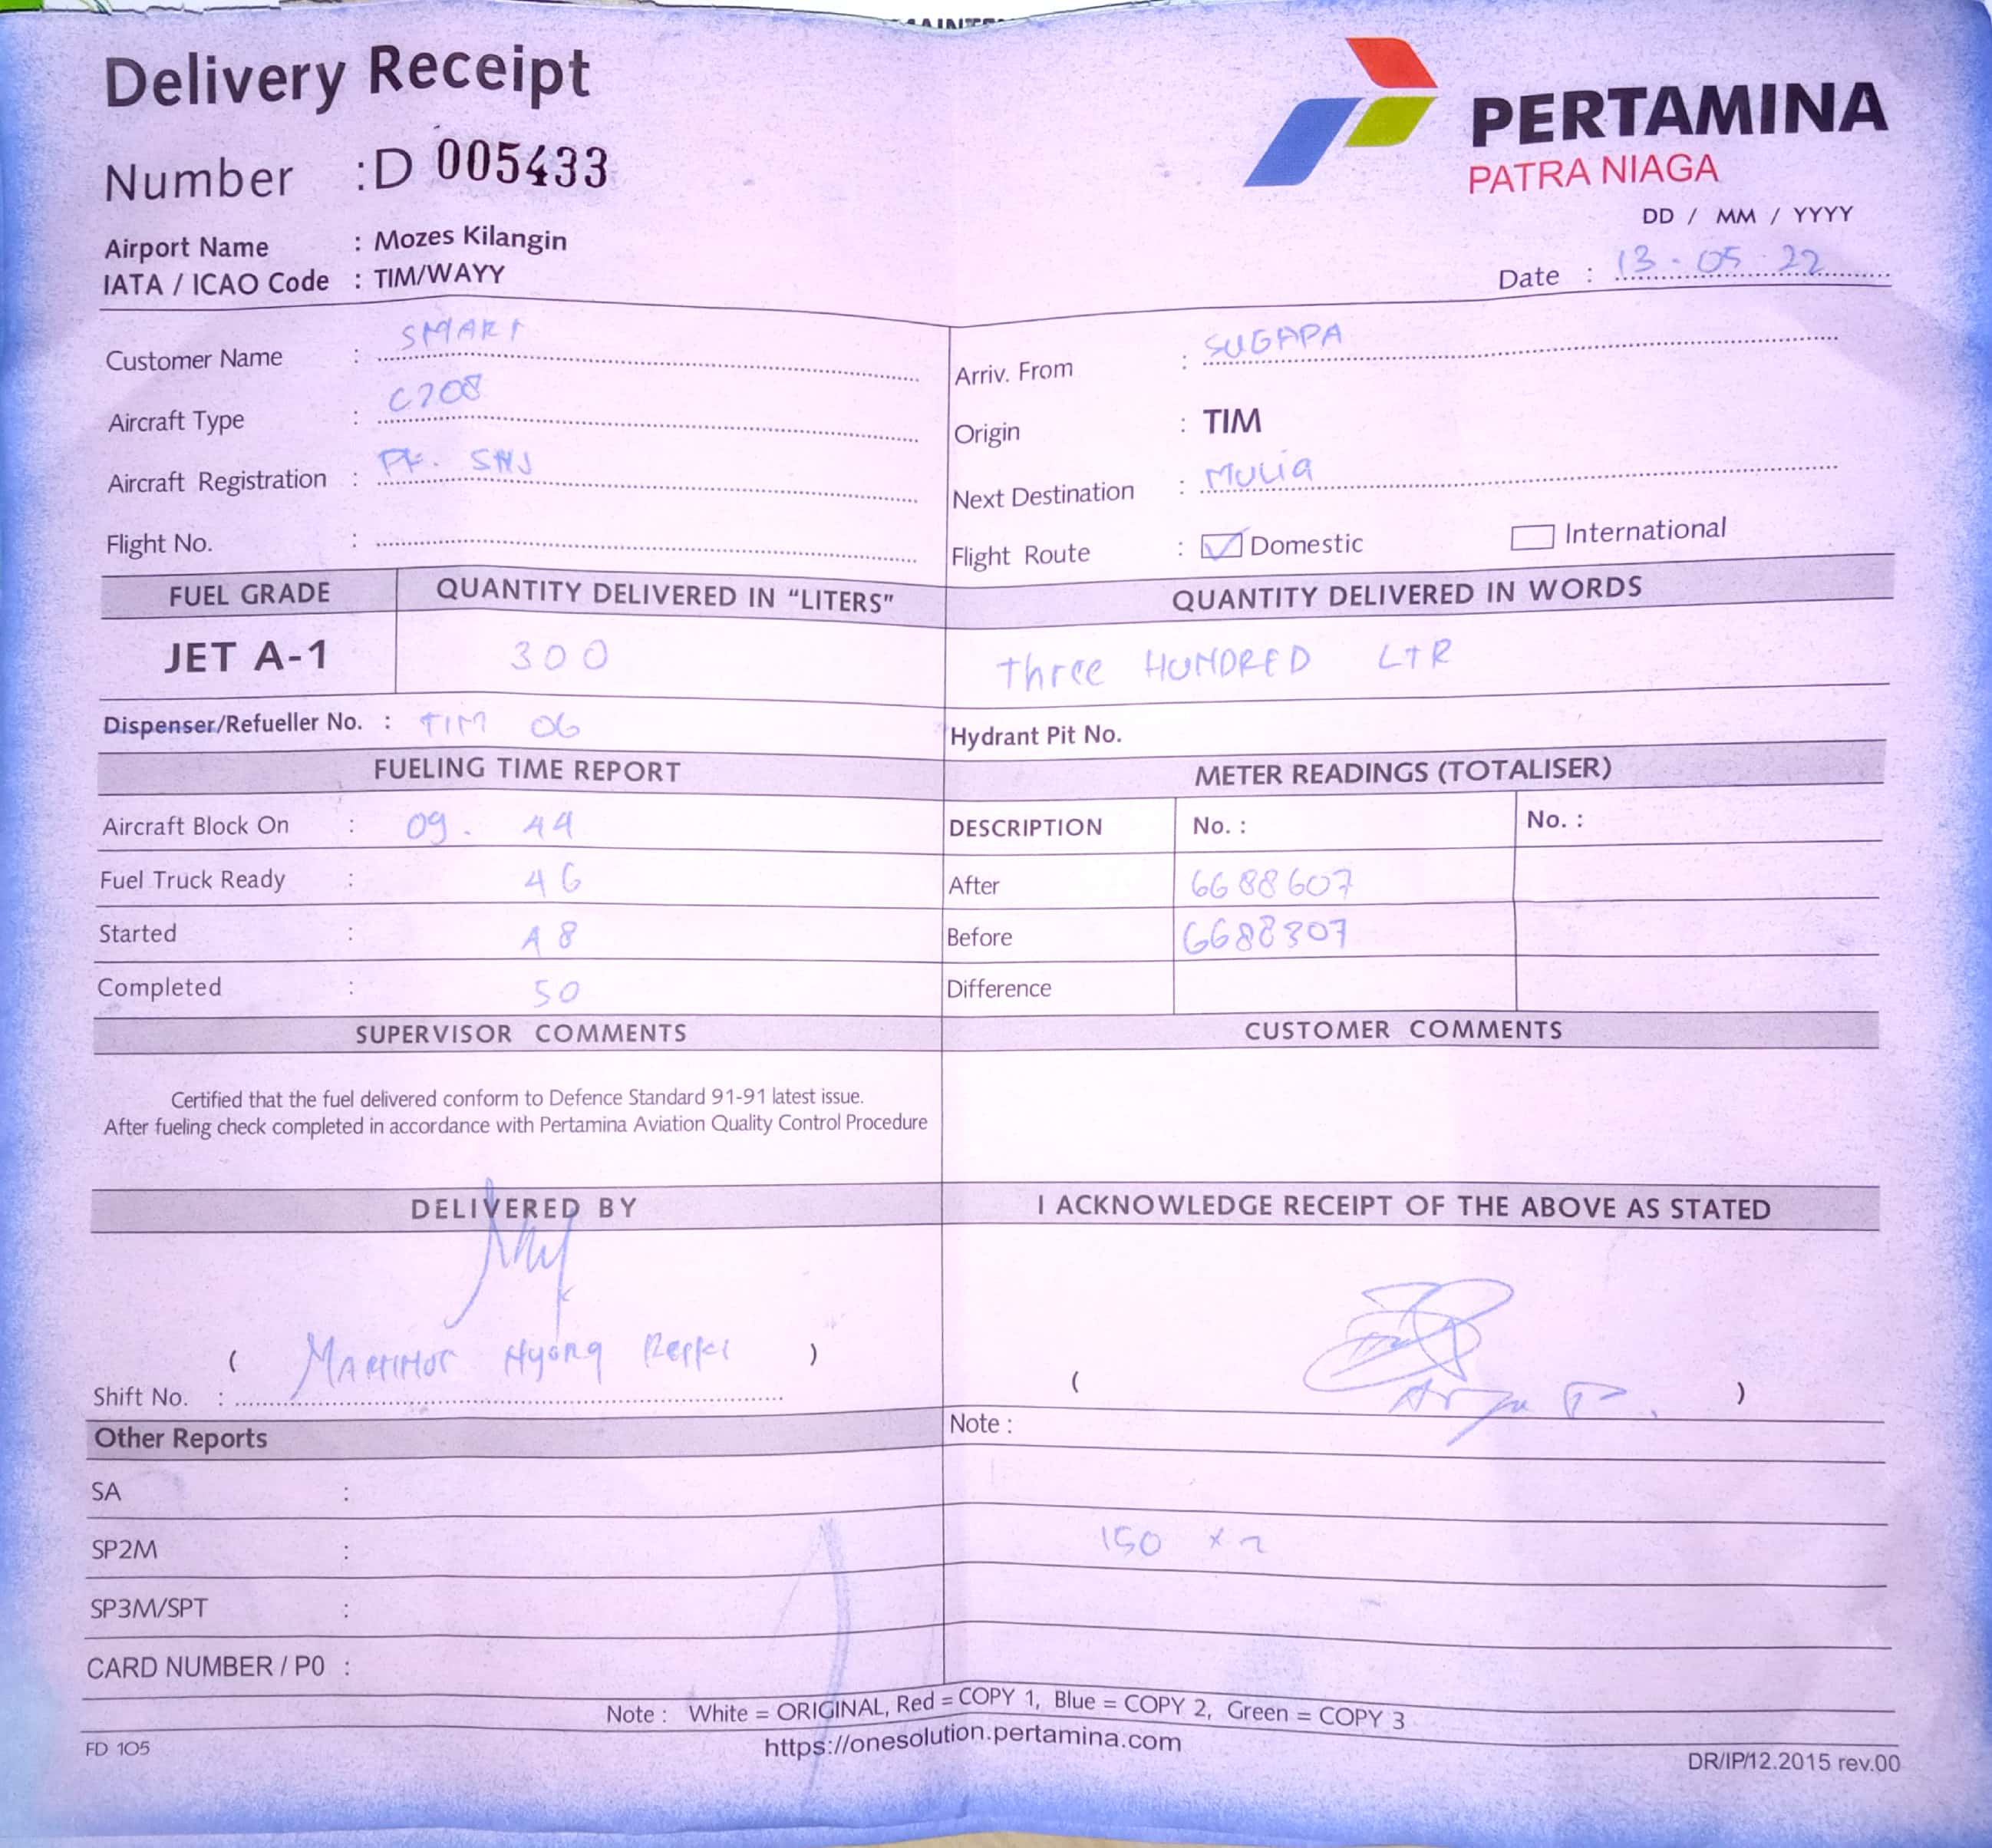 Delivery Receipt
PERTAMINA
PATRA NIAGA
Number : D 005433
DD / MM / YYYY
Airport Name : Mozes Kilangin
IATA / ICAO Code : TIM/WAYY
Date : 13 - 05 - 22
Customer Name : SMART
Arriv. From : SUGAPA
Aircraft Type : C208
Origin : TIM
Aircraft Registration : PK. SNJ
Next Destination : Mulia
Flight No. :
Flight Route : Domestic International
FUEL GRADE QUANTITY DELIVERED IN “LITERS” QUANTITY DELIVERED IN WORDS
JET A-1 300 Three HUNDRED LTR
Dispenser/Refueller No. : TIM 06 Hydrant Pit No.
FUELING TIME REPORT METER READINGS (TOTALISER)
Aircraft Block On : 09. 44 DESCRIPTION No. : No. :
Fuel Truck Ready : 46 After 6688607
Started : 48 Before 6688307
Completed : 50 Difference
SUPERVISOR COMMENTS CUSTOMER COMMENTS
Certified that the fuel delivered conform to Defence Standard 91-91 latest issue.
After fueling check completed in accordance with Pertamina Aviation Quality Control Procedure
DELIVERED BY I ACKNOWLEDGE RECEIPT OF THE ABOVE AS STATED
( )
( )
Shift No. :
Other Reports Note :
SA :
SP2M : 150 x 2
SP3M/SPT :
CARD NUMBER / P0 :
Note : White = ORIGINAL, Red = COPY 1, Blue = COPY 2, Green = COPY 3
https://onesolution.pertamina.com
FD 105
DR/IP/12.2015 rev.00